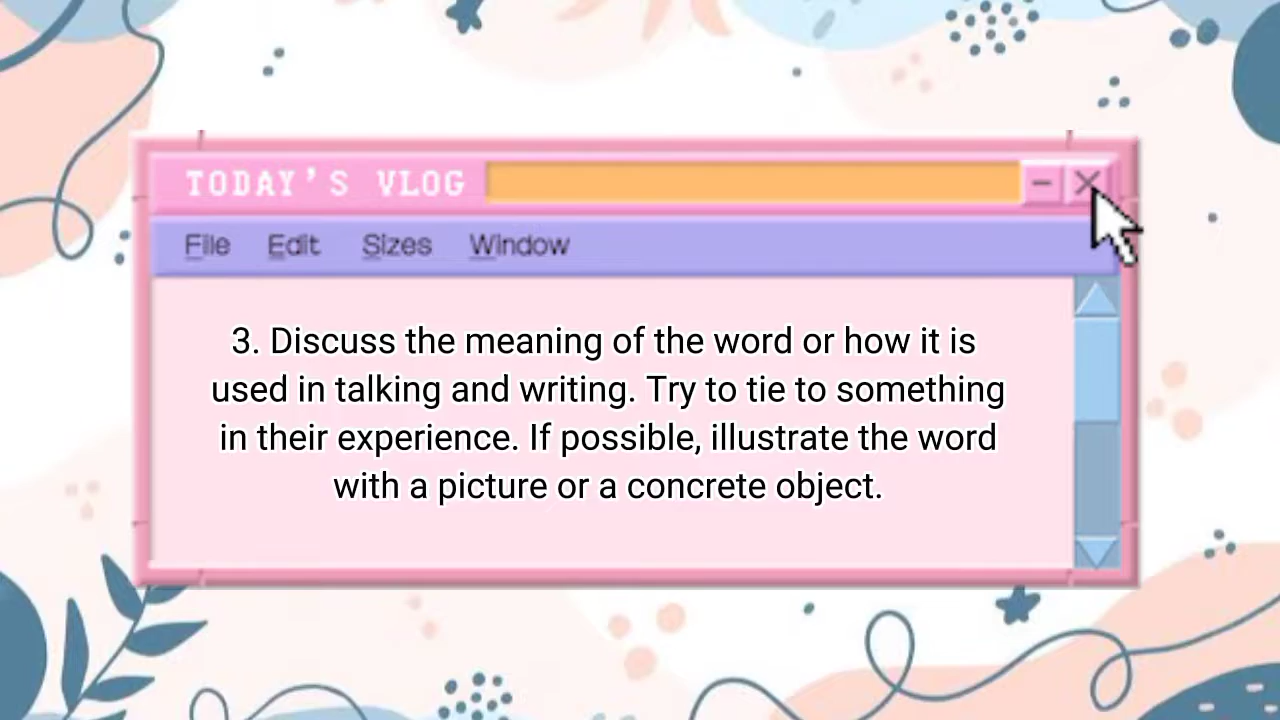 TODAY'S VLOG
File Edit Sizes Window
3. Discuss the meaning of the word or how it is
used in talking and writing. Try to tie to something
in their experience. If possible, illustrate the word
with a picture or a concrete object.